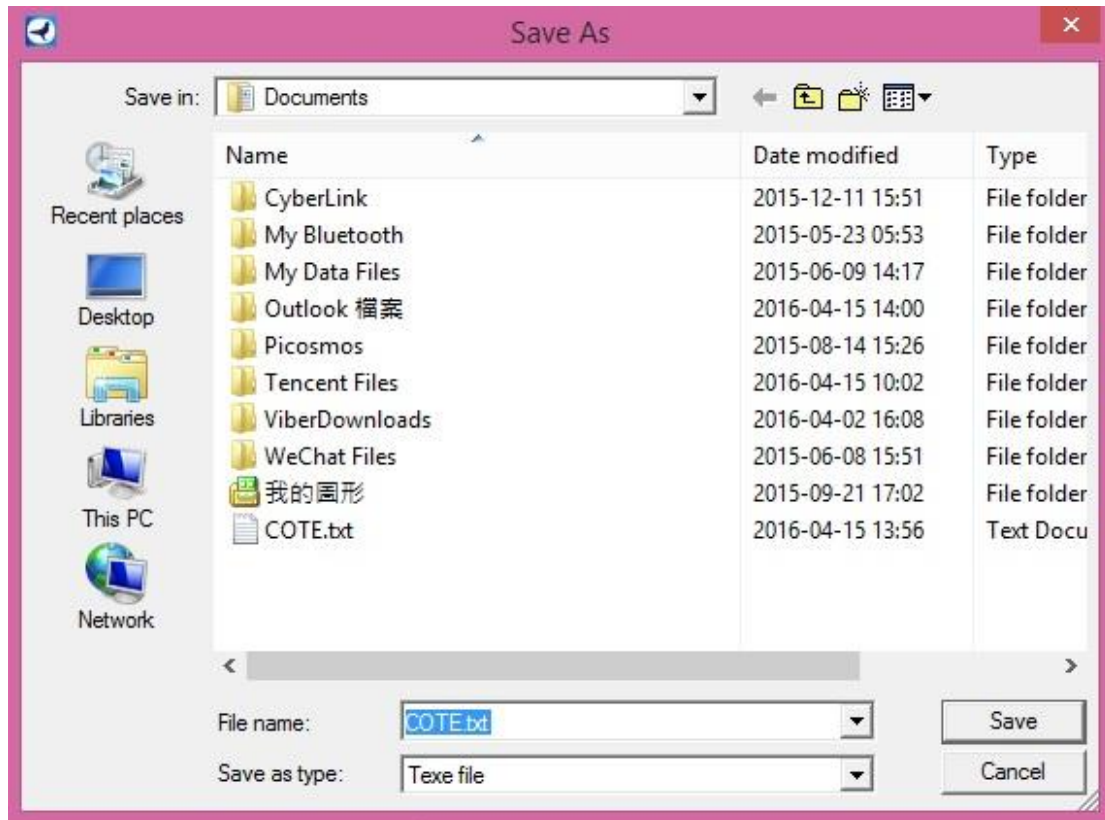 Save As
Save in: Documents
Name Date modified Type
CyberLink 2015-12-11 15:51 File folder
My Bluetooth 2015-05-23 05:53 File folder
My Data Files 2015-06-09 14:17 File folder
Outlook 檔案 2016-04-15 14:00 File folder
Picosmos 2015-08-14 15:26 File folder
Tencent Files 2016-04-15 10:02 File folder
ViberDownloads 2016-04-02 16:08 File folder
WeChat Files 2015-06-08 15:51 File folder
我的圖形 2015-09-21 17:02 File folder
COTE.txt 2016-04-15 13:56 Text Docu
Recent places
Desktop
Libraries
This PC
Network
File name: COTE.txt Save
Save as type: Texe file Cancel